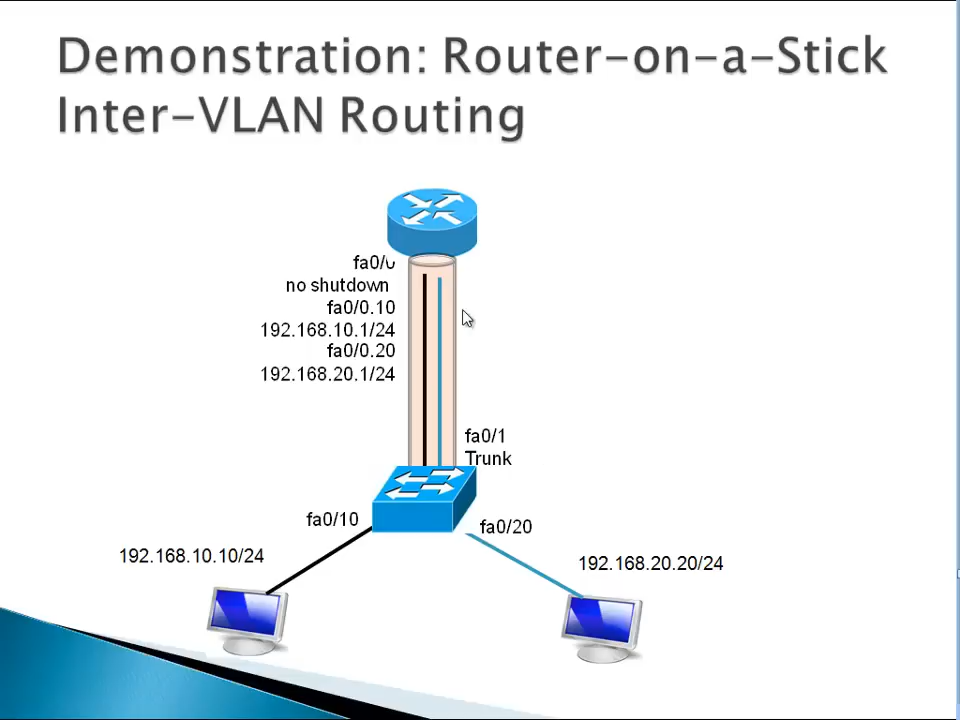 Demonstration: Router-on-a-Stick
Inter-VLAN Routing
fa0/0
no shutdown
fa0/0.10
192.168.10.1/24
fa0/0.20
192.168.20.1/24
fa0/1
Trunk
fa0/10
fa0/20
192.168.10.10/24
192.168.20.20/24